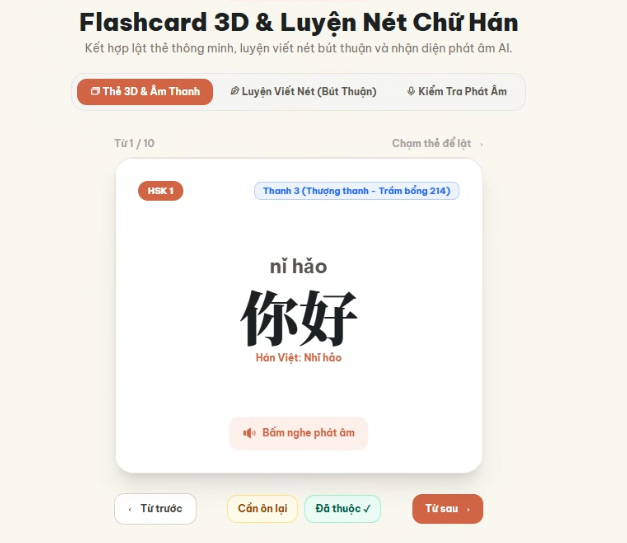 Flashcard 3D & Luyện Nét Chữ Hán
Kết hợp lật thẻ thông minh, luyện viết nét bút thuận và nhận diện phát âm AI.
Thẻ 3D & Âm Thanh
Luyện Viết Nét (Bút Thuận)
Kiểm Tra Phát Âm
Từ 1 / 10
Chạm thẻ để lật ›
HSK 1
Thanh 3 (Thượng thanh - Trầm bổng 214)
nǐ hǎo
你好
Hán Việt: Nhĩ hảo
Bấm nghe phát âm
‹ Từ trước
Cần ôn lại
Đã thuộc ✓
Từ sau ›